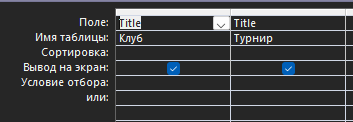 Поле: Title Title
Имя таблицы: Клуб Турнир
Сортировка:
Вывод на экран:
Условие отбора:
или: